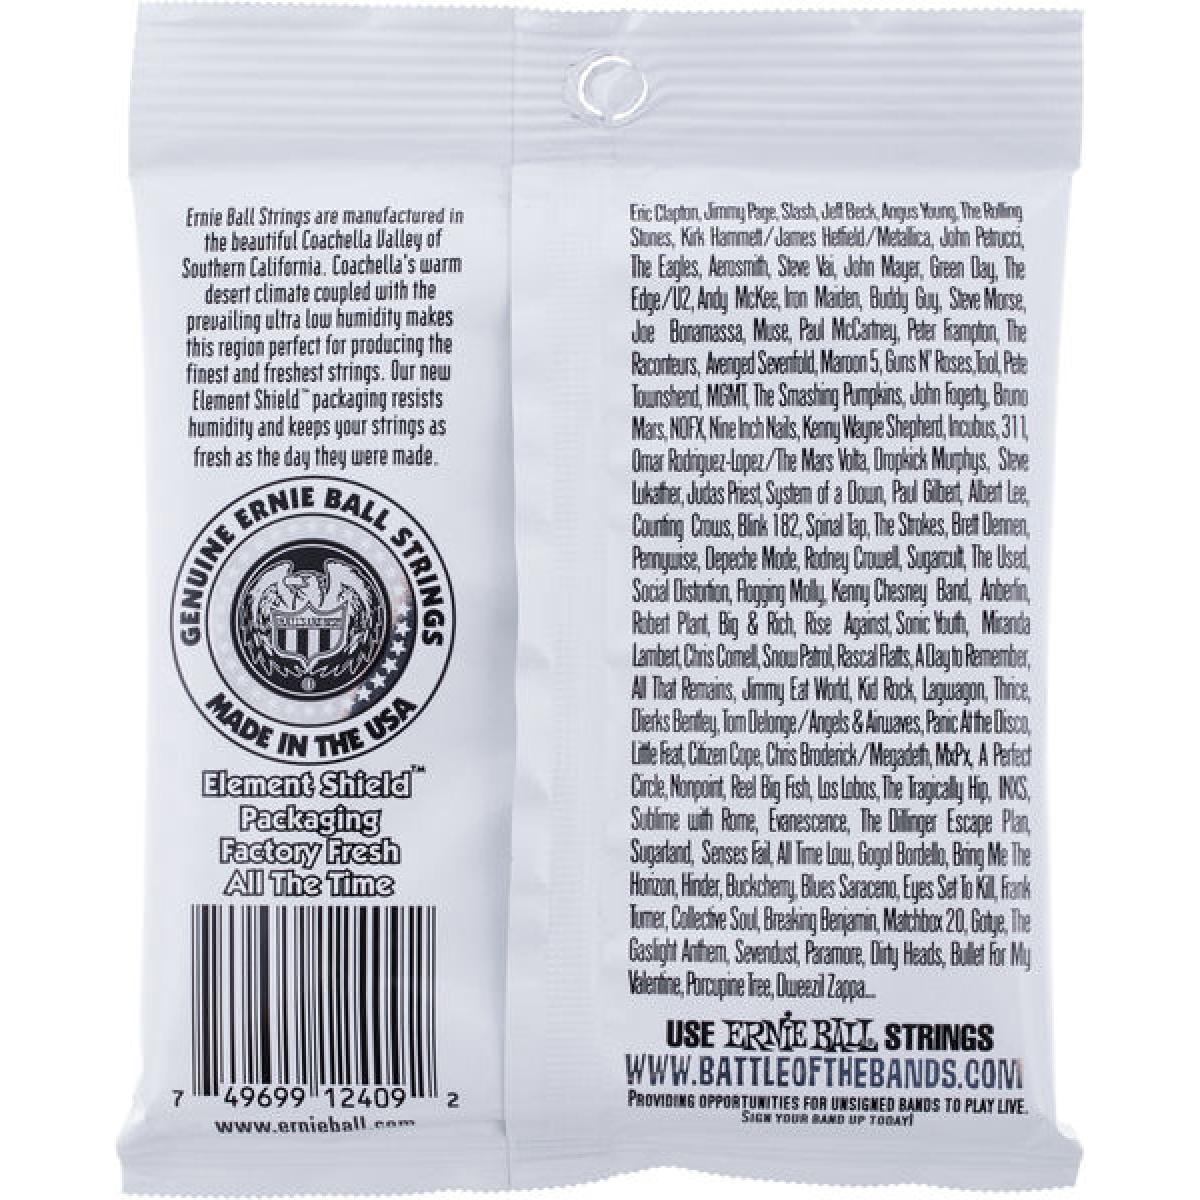 Ernie Ball Strings are manufactured in
the beautiful Coachella Valley of
Southern California. Coachella's warm
desert climate coupled with the
prevailing ultra low humidity makes
this region perfect for producing the
finest and freshest strings. Our new
Element Shield™ packaging resists
humidity and keeps your strings as
fresh as the day they were made.
GENUINE ERNIE BALL STRINGS
MADE IN THE USA
Element Shield™
Packaging
Factory Fresh
All The Time
7 49699 12409 2
www.ernieball.com
Eric Clapton, Jimmy Page, Slash, Jeff Beck, Angus Young, The Rolling
Stones, Kirk Hammett/James Hetfield/Metallica, John Petrucci,
The Eagles, Aerosmith, Steve Vai, John Mayer, Green Day, The
Edge/U2, Andy McKee, Iron Maiden, Buddy Guy, Steve Morse,
Joe Bonamassa, Muse, Paul McCartney, Peter Frampton, The
Raconteurs, Avenged Sevenfold, Maroon 5, Guns N' Roses, Tool, Pete
Townshend, MGMT, The Smashing Pumpkins, John Fogerty, Bruno
Mars, NOFX, Nine Inch Nails, Kenny Wayne Shepherd, Incubus, 311,
Omar Rodriguez-Lopez/The Mars Volta, Dropkick Murphys, Steve
Lukather, Judas Priest, System of a Down, Paul Gilbert, Albert Lee,
Counting Crows, Blink 182, Spinal Tap, The Strokes, Brett Dennen,
Pennywise, Depeche Mode, Rodney Crowell, Sugarcult, The Used,
Social Distortion, Flogging Molly, Kenny Chesney Band, Anberlin,
Robert Plant, Big & Rich, Rise Against, Sonic Youth, Miranda
Lambert, Chris Cornell, Snow Patrol, Rascal Flatts, A Day to Remember,
All That Remains, Jimmy Eat World, Kid Rock, Lagwagon, Thrice,
Dierks Bentley, Tom Delonge/Angels & Airwaves, Panic At the Disco,
Little Feat, Citizen Cope, Chris Broderick/Megadeth, MxPx, A Perfect
Circle, Nonpoint, Reel Big Fish, Los Lobos, The Tragically Hip, INXS,
Sublime with Rome, Evanescence, The Dillinger Escape Plan,
Sugarland, Senses Fail, All Time Low, Gogol Bordello, Bring Me The
Horizon, Hinder, Buckcherry, Blues Saraceno, Eyes Set To Kill, Frank
Turner, Collective Soul, Breaking Benjamin, Matchbox 20, Gotye, The
Gaslight Anthem, Sevendust, Paramore, Dirty Heads, Bullet For My
Valentine, Porcupine Tree, Dweezil Zappa...
USE ERNIE BALL STRINGS
WWW.BATTLEOFTHEBANDS.COM
PROVIDING OPPORTUNITIES FOR UNSIGNED BANDS TO PLAY LIVE.
SIGN YOUR BAND UP TODAY!